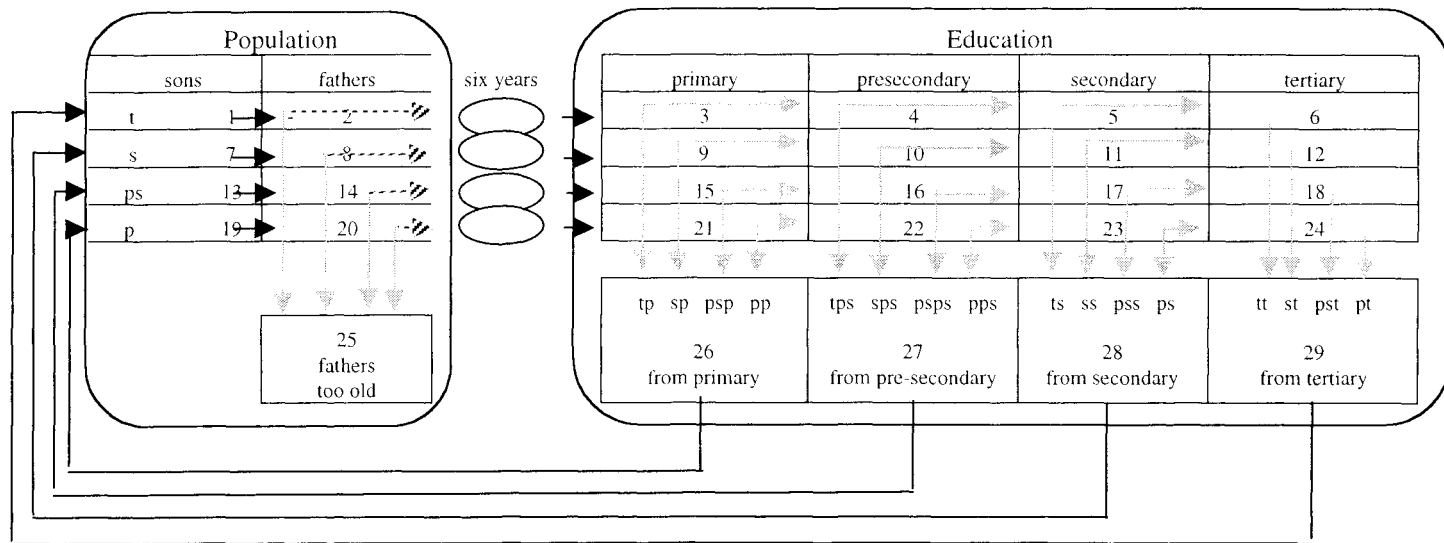 Population
Education
sons fathers six years primary presecondary secondary tertiary
t 1 2 3 4 5 6
s 7 8 9 10 11 12
ps 13 14 15 16 17 18
p 19 20 21 22 23 24
tp sp psp pp tps sps psps pps ts ss pss ps tt st pst pt
25
fathers
too old
26
from primary
27
from pre-secondary
28
from secondary
29
from tertiary